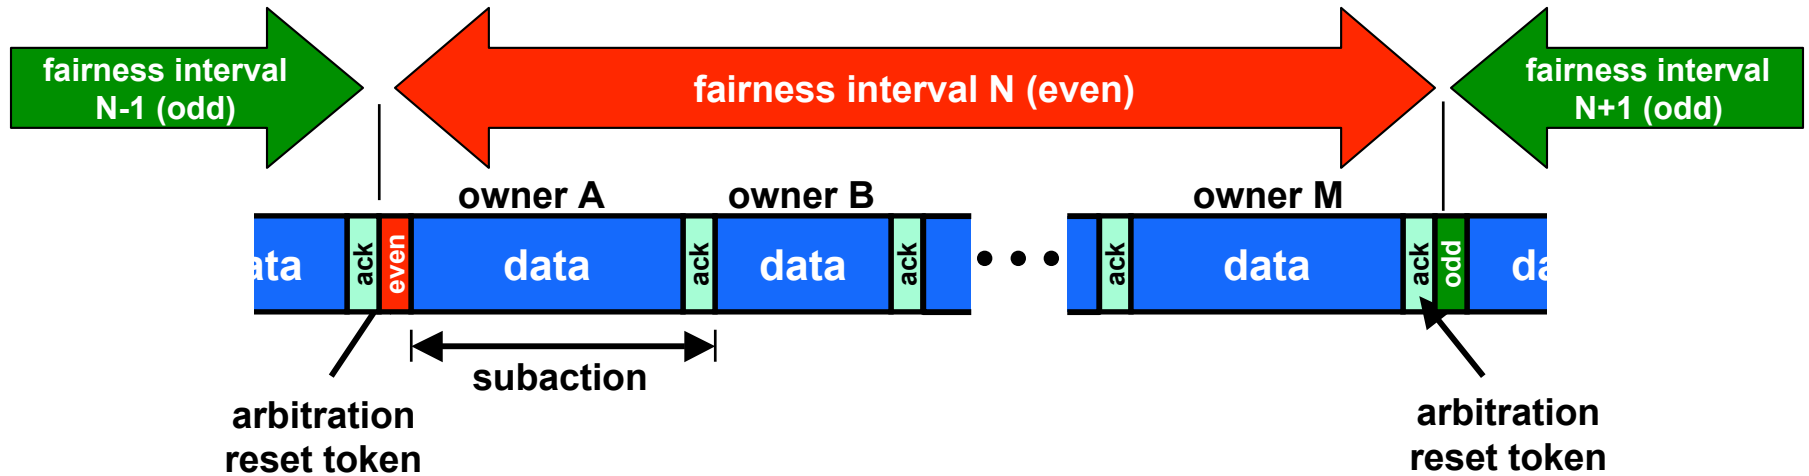 fairness interval
N-1 (odd)
fairness interval N (even)
fairness interval
N+1 (odd)
owner A
owner B
owner M
ata
ack
even
data
ack
data
ack
ack
data
ack
odd
da
subaction
arbitration
reset token
arbitration
reset token